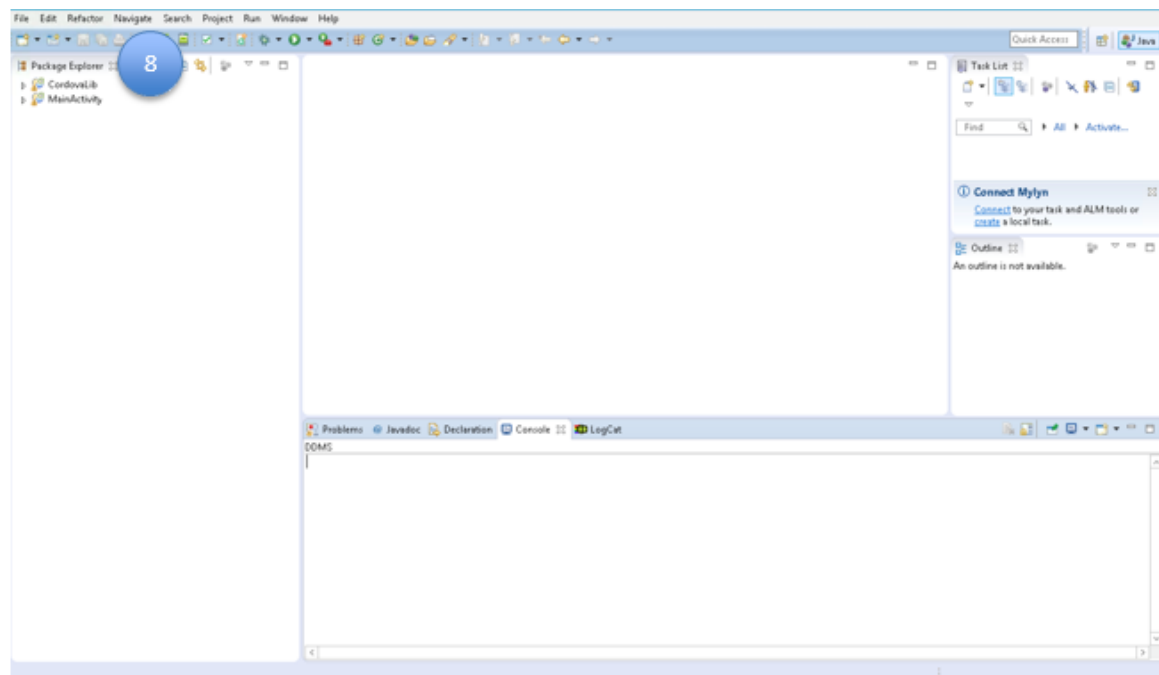 File Edit Refactor Navigate Search Project Run Window Help
Quick Access
Java
Package Explorer
8
CordovaLib
MainActivity
Task List
Find
All
Activate...
Connect Mylyn
Connect to your task and ALM tools or
create a local task.
Outline
An outline is not available.
Problems Javadoc Declaration Console LogCat
DDMS